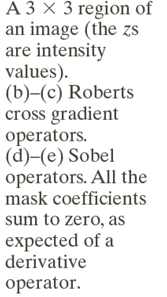 A 3 × 3 region of
an image (the zs
are intensity
values).
(b)–(c) Roberts
cross gradient
operators.
(d)–(e) Sobel
operators. All the
mask coefficients
sum to zero, as
expected of a
derivative
operator.